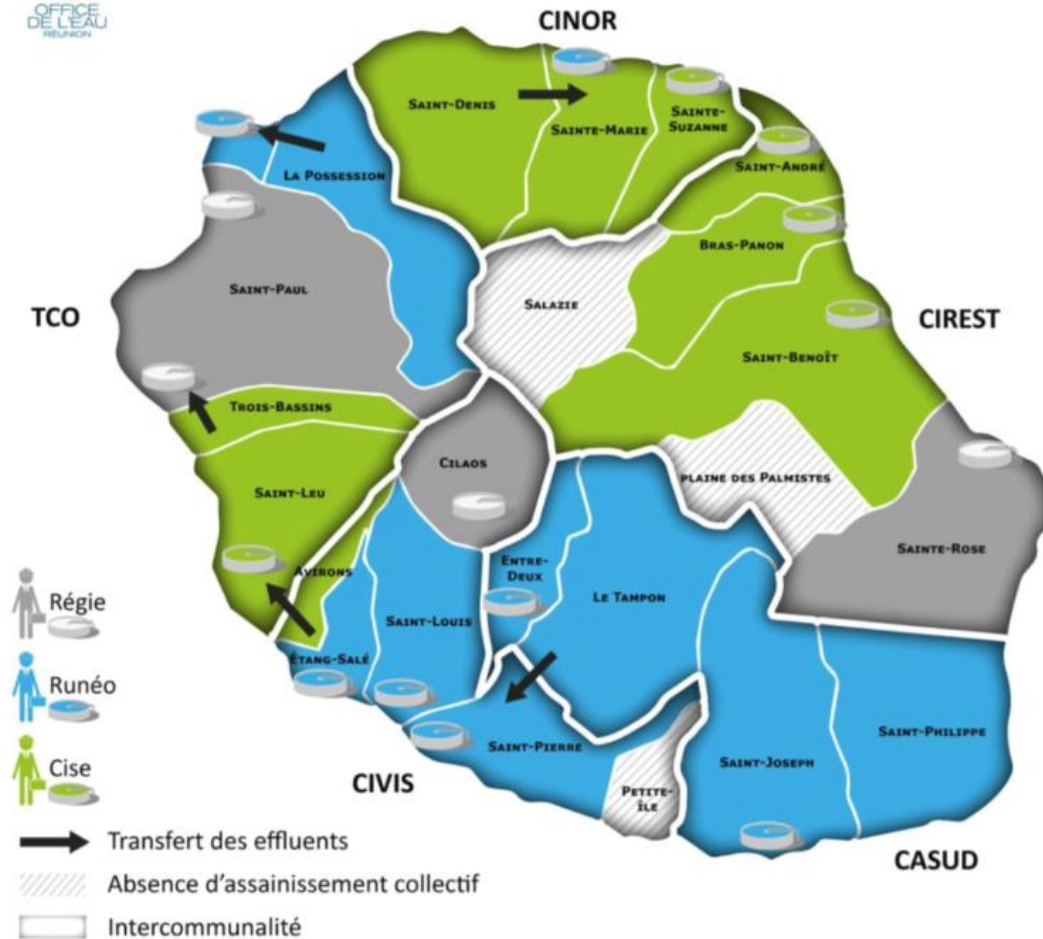 OFFICE
DE L'EAU
RÉUNION
CINOR
SAINT-DENIS
SAINTE-MARIE
SAINTE-
SUZANNE
SAINT-ANDRÉ
LA POSSESSION
BRAS-PANON
SAINT-PAUL
SALAZIE
TCO
CIREST
SAINT-BENOÎT
TROIS-BASSINS
CILAOS
PLAINE DES PALMISTES
SAINT-LEU
SAINTE-ROSE
AVIRONS
ENTRE-
DEUX
LE TAMPON
SAINT-LOUIS
ÉTANG-SALÉ
SAINT-PIERRE
SAINT-JOSEPH
SAINT-PHILIPPE
PETITE-
ÎLE
CIVIS
CASUD
Régie
Runéo
Cise
Transfert des effluents
Absence d'assainissement collectif
Intercommunalité